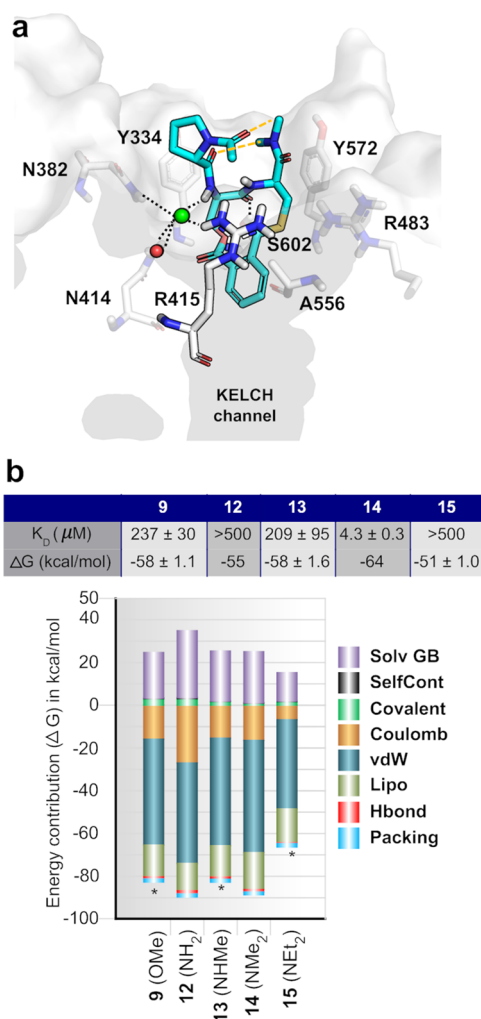 a
Y334
N382
Y572
R483
S602
N414
R415
A556
KELCH
channel
b
9 12 13 14 15
KD (μM) 237 ± 30 >500 209 ± 95 4.3 ± 0.3 >500
ΔG (kcal/mol) -58 ± 1.1 -55 -58 ± 1.6 -64 -51 ± 1.0
Energy contribution (ΔG) in kcal/mol
50
40
20
0
-20
-40
-60
-80
-100
* * *
Solv GB
SelfCont
Covalent
Coulomb
vdW
Lipo
Hbond
Packing
9 (OMe)
12 (NH2)
13 (NHMe)
14 (NMe2)
15 (NEt2)